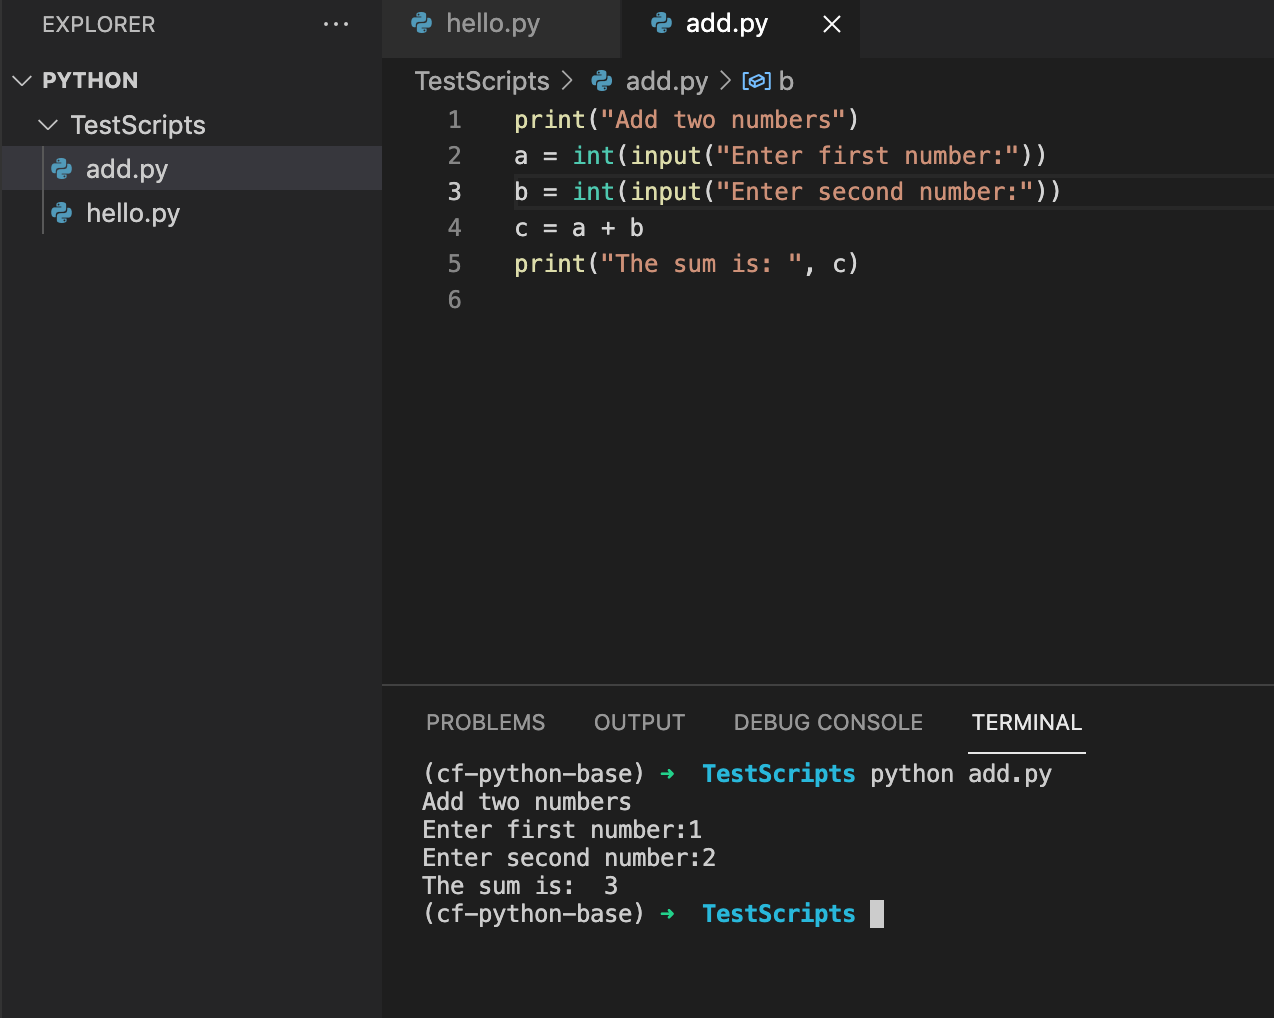 EXPLORER ...
PYTHON
TestScripts
add.py
hello.py
hello.py add.py
TestScripts > add.py > b
1 print("Add two numbers")
2 a = int(input("Enter first number:"))
3 b = int(input("Enter second number:"))
4 c = a + b
5 print("The sum is: ", c)
6
PROBLEMS OUTPUT DEBUG CONSOLE TERMINAL
(cf-python-base) ➜  TestScripts python add.py
Add two numbers
Enter first number:1
Enter second number:2
The sum is:  3
(cf-python-base) ➜  TestScripts